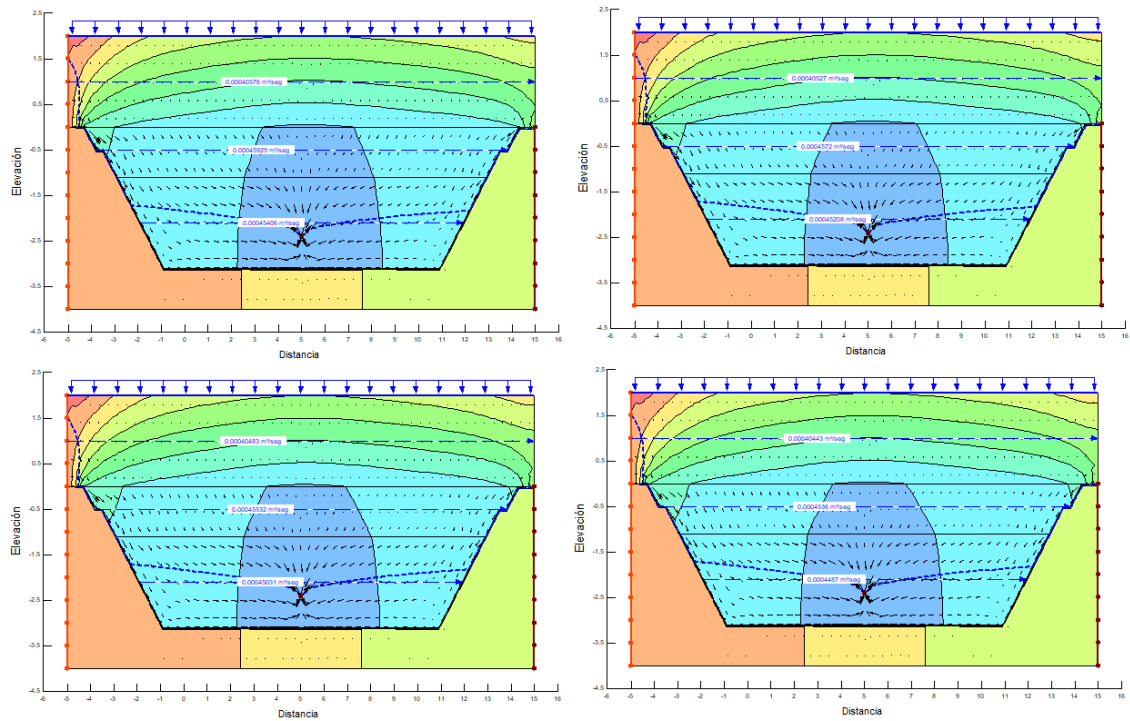 2.5
1.5
0.5
-0.5
-1.5
-2.5
-3.5
-4.5
Elevación
0.00040576 m³/seg
0.00045929 m³/seg
0.00045406 m³/seg
-6 -5 -4 -3 -2 -1 0 1 2 3 4 5 6 7 8 9 10 11 12 13 14 15 16
Distancia
2.5
1.5
0.5
-0.5
-1.5
-2.5
-3.5
-4.5
Elevación
0.00040527 m³/seg
0.0004572 m³/seg
0.00045208 m³/seg
-6 -5 -4 -3 -2 -1 0 1 2 3 4 5 6 7 8 9 10 11 12 13 14 15 16
Distancia
2.5
1.5
0.5
-0.5
-1.5
-2.5
-3.5
-4.5
Elevación
0.00040483 m³/seg
0.00045532 m³/seg
0.00045031 m³/seg
-6 -5 -4 -3 -2 -1 0 1 2 3 4 5 6 7 8 9 10 11 12 13 14 15 16
Distancia
2.5
1.5
0.5
-0.5
-1.5
-2.5
-3.5
-4.5
Elevación
0.00040443 m³/seg
0.0004536 m³/seg
0.0004487 m³/seg
-6 -5 -4 -3 -2 -1 0 1 2 3 4 5 6 7 8 9 10 11 12 13 14 15 16
Distancia